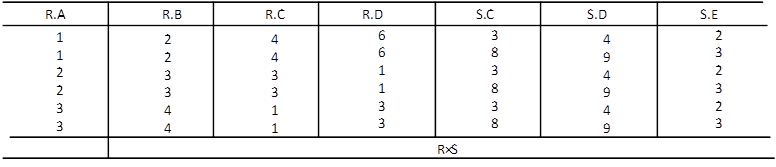 R.A R.B R.C R.D S.C S.D S.E
1 2 4 6 3 4 2
1 2 4 6 8 9 3
2 3 3 1 3 4 2
2 3 3 1 8 9 3
3 4 1 3 3 4 2
3 4 1 3 8 9 3
R×S